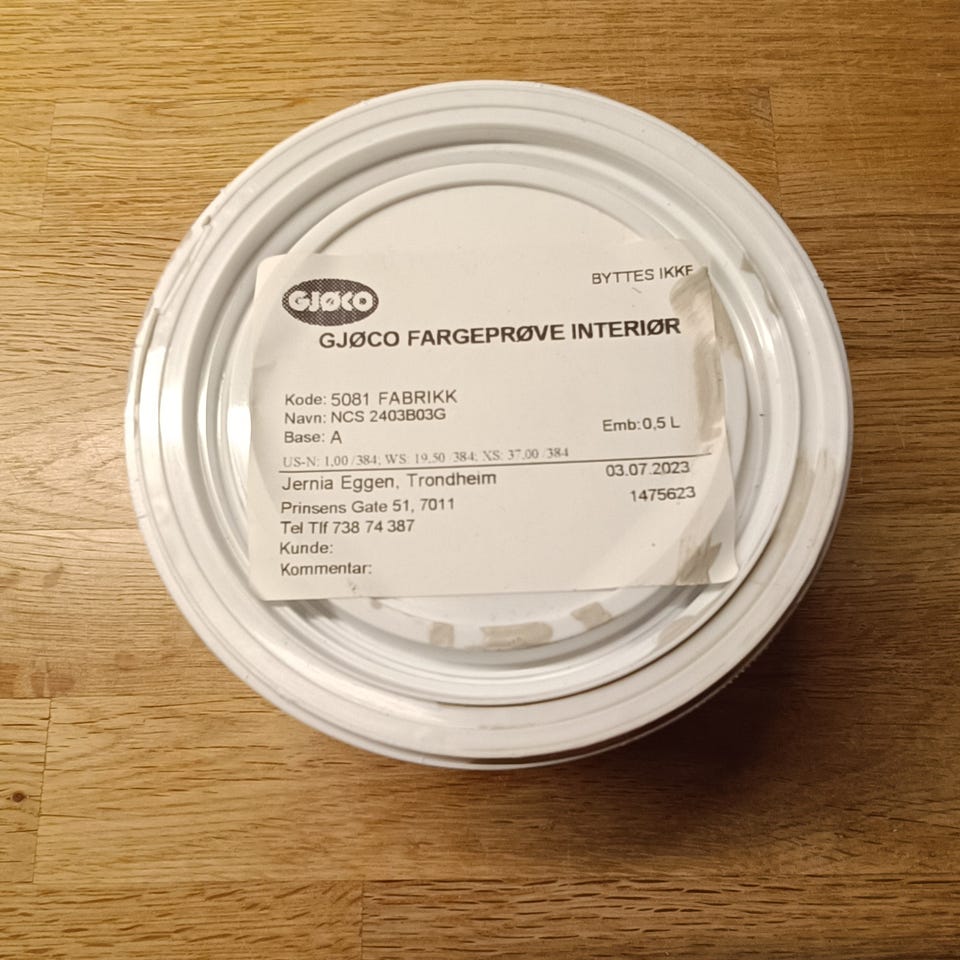 BYTTES IKKE
GJØCO
GJØCO FARGEPRØVE INTERIØR
Kode: 5081 FABRIKK
Navn: NCS 2403B03G
Base: A
Emb:0,5 L
US-N: 1,00 /384; WS: 19,50 /384; XS: 37,00 /384
Jernia Eggen, Trondheim
03.07.2023
Prinsens Gate 51, 7011
1475623
Tel Tlf 738 74 387
Kunde:
Kommentar: